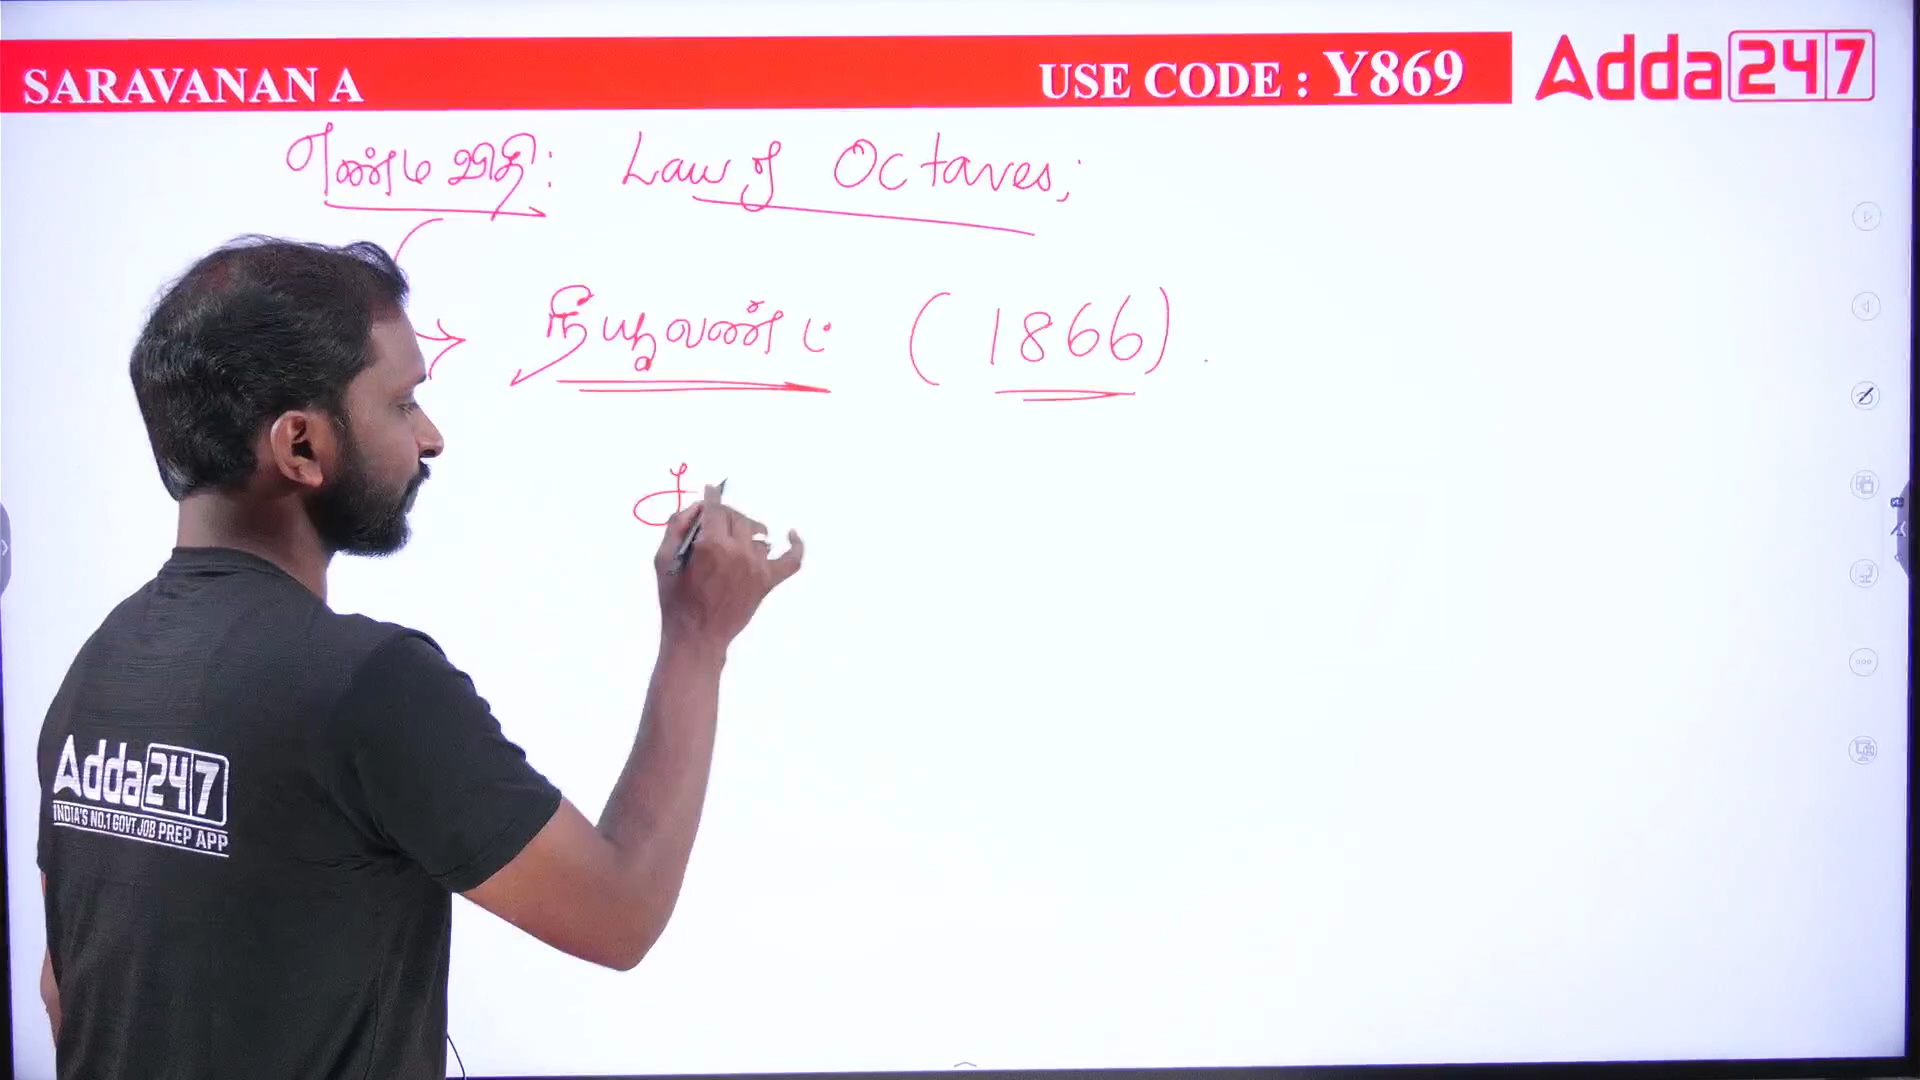 SARAVANAN A USE CODE : Y869 Adda247
எண்ம விதி: Law of Octaves;
நியூலண்ட் (1866).
Adda247
INDIA'S NO.1 GOVT JOB PREP APP